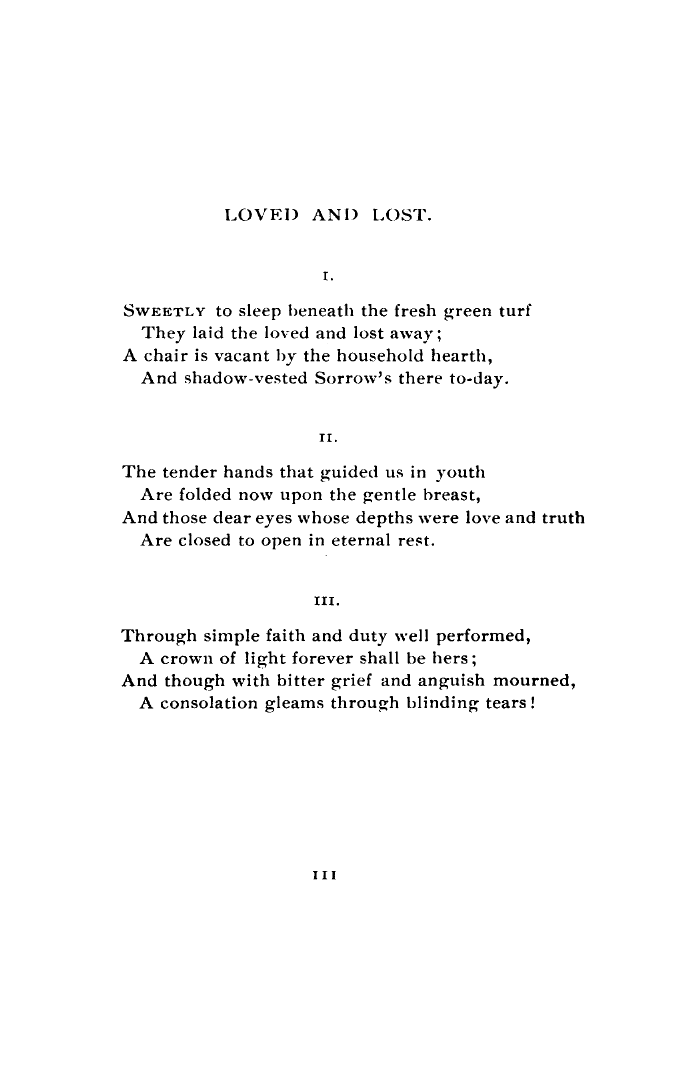 LOVED AND LOST.
I.
SWEETLY to sleep beneath the fresh green turf
They laid the loved and lost away;
A chair is vacant by the household hearth,
And shadow-vested Sorrow's there to-day.
II.
The tender hands that guided us in youth
Are folded now upon the gentle breast,
And those dear eyes whose depths were love and truth
Are closed to open in eternal rest.
III.
Through simple faith and duty well performed,
A crown of light forever shall be hers;
And though with bitter grief and anguish mourned,
A consolation gleams through blinding tears!
111